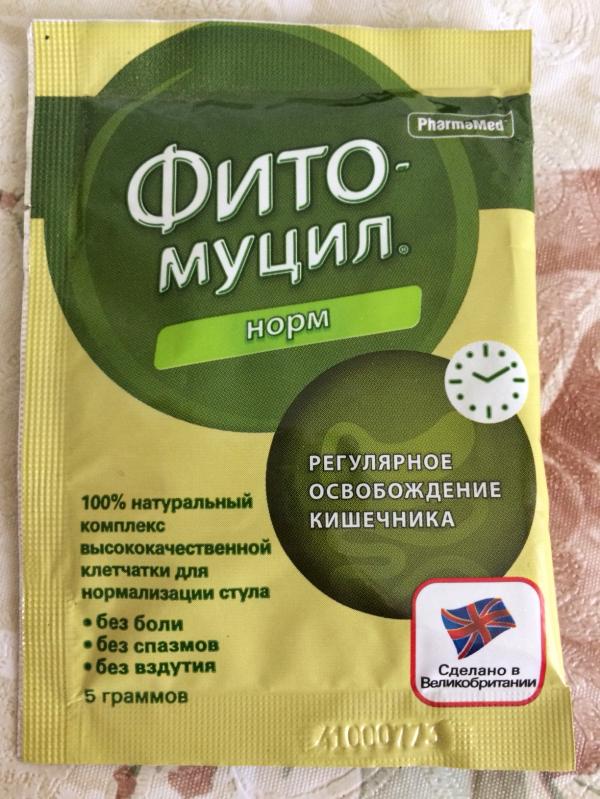 PharmaMed
ФИТО-
МУЦИЛ®
норм
РЕГУЛЯРНОЕ
ОСВОБОЖДЕНИЕ
КИШЕЧНИКА
100% натуральный
комплекс
высококачественной
клетчатки для
нормализации стула
• без боли
• без спазмов
• без вздутия
5 граммов
Сделано в
Великобритании
41000773